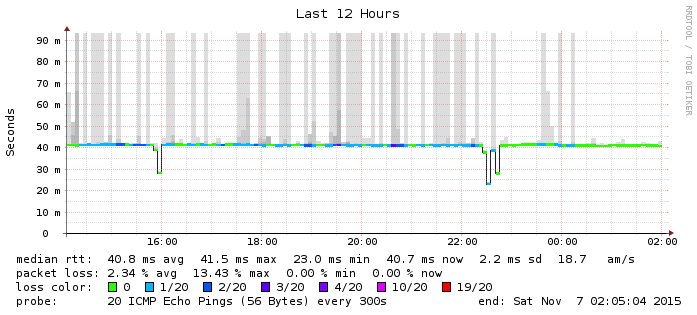 Last 12 Hours
RRDTOOL / TOBI OETIKER
Seconds
90 m
80 m
70 m
60 m
50 m
40 m
30 m
20 m
10 m
0
16:00 18:00 20:00 22:00 00:00 02:00
median rtt: 40.8 ms avg 41.5 ms max 23.0 ms min 40.7 ms now 2.2 ms sd 18.7 am/s
packet loss: 2.34 % avg 13.43 % max 0.00 % min 0.00 % now
loss color: 0 1/20 2/20 3/20 4/20 10/20 19/20
probe: 20 ICMP Echo Pings (56 Bytes) every 300s end: Sat Nov 7 02:05:04 2015